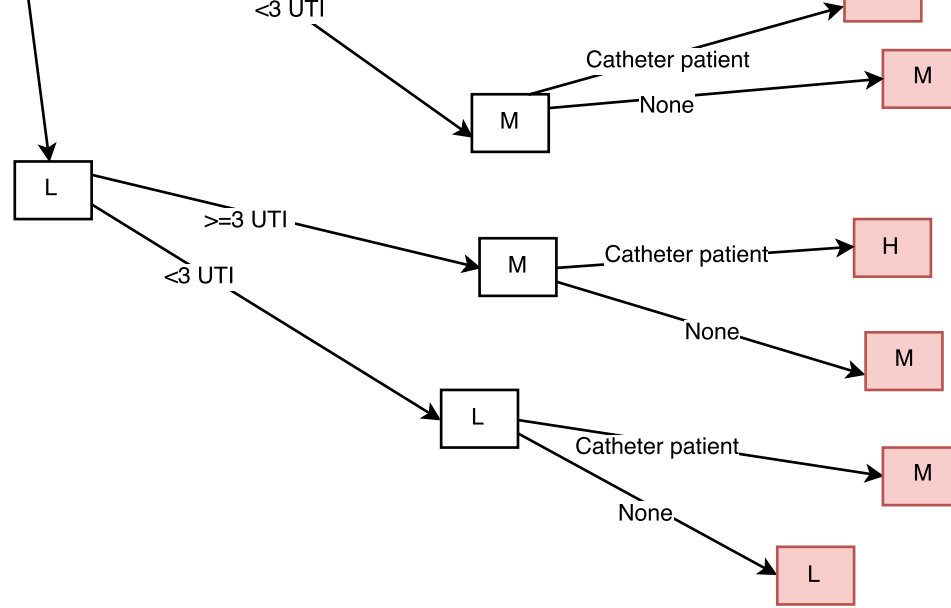 <3 UTI
Catheter patient
M
None
M
L
>=3 UTI
Catheter patient
H
M
<3 UTI
None
M
L
Catheter patient
M
None
L